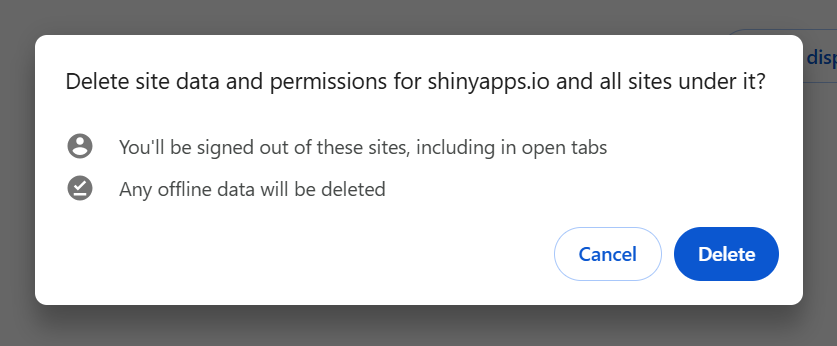 disp
Delete site data and permissions for shinyapps.io and all sites under it?
You'll be signed out of these sites, including in open tabs
Any offline data will be deleted
Cancel
Delete